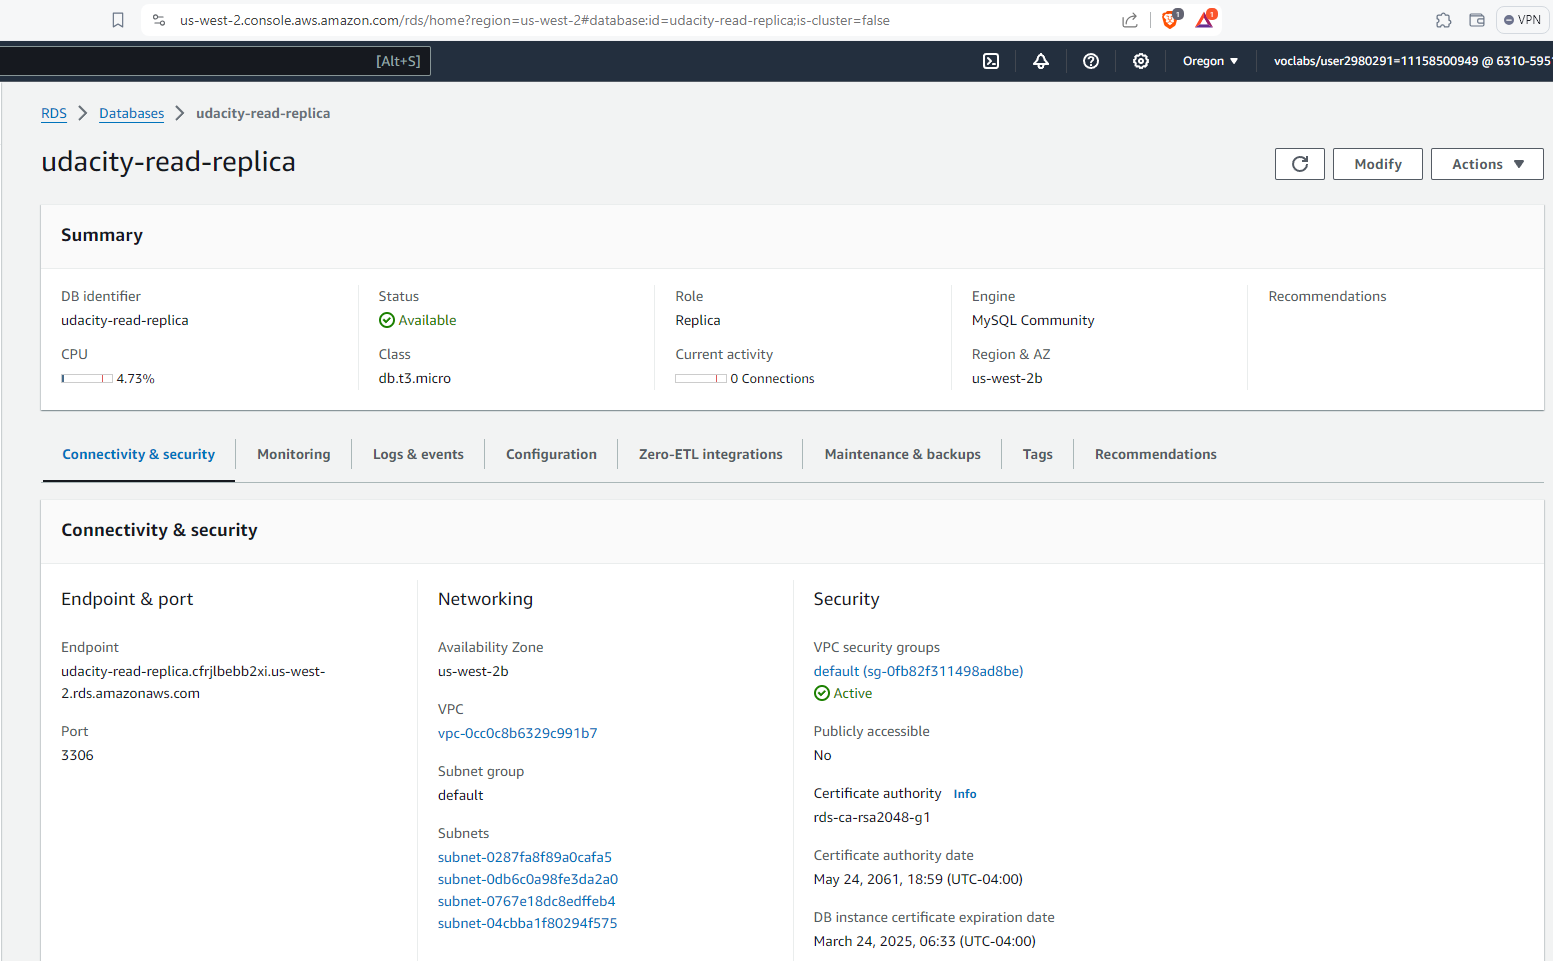 us-west-2.console.aws.amazon.com/rds/home?region=us-west-2#database:id=udacity-read-replica;is-cluster=false
1
1
VPN
[Alt+S]
Oregon
voclabs/user2980291=11158500949 @ 6310-5951
RDS
Databases
udacity-read-replica
udacity-read-replica
Modify
Actions
Summary
DB identifier
udacity-read-replica
Status
Available
Role
Replica
Engine
MySQL Community
Recommendations
CPU
4.73%
Class
db.t3.micro
Current activity
0 Connections
Region & AZ
us-west-2b
Connectivity & security
Monitoring
Logs & events
Configuration
Zero-ETL integrations
Maintenance & backups
Tags
Recommendations
Connectivity & security
Endpoint & port
Endpoint
udacity-read-replica.cfrjlbebb2xi.us-west-
2.rds.amazonaws.com
Port
3306
Networking
Availability Zone
us-west-2b
VPC
vpc-0cc0c8b6329c991b7
Subnet group
default
Subnets
subnet-0287fa8f89a0cafa5
subnet-0db6c0a98fe3da2a0
subnet-0767e18dc8edffeb4
subnet-04cbba1f80294f575
Security
VPC security groups
default (sg-0fb82f311498ad8be)
Active
Publicly accessible
No
Certificate authority Info
rds-ca-rsa2048-g1
Certificate authority date
May 24, 2061, 18:59 (UTC-04:00)
DB instance certificate expiration date
March 24, 2025, 06:33 (UTC-04:00)